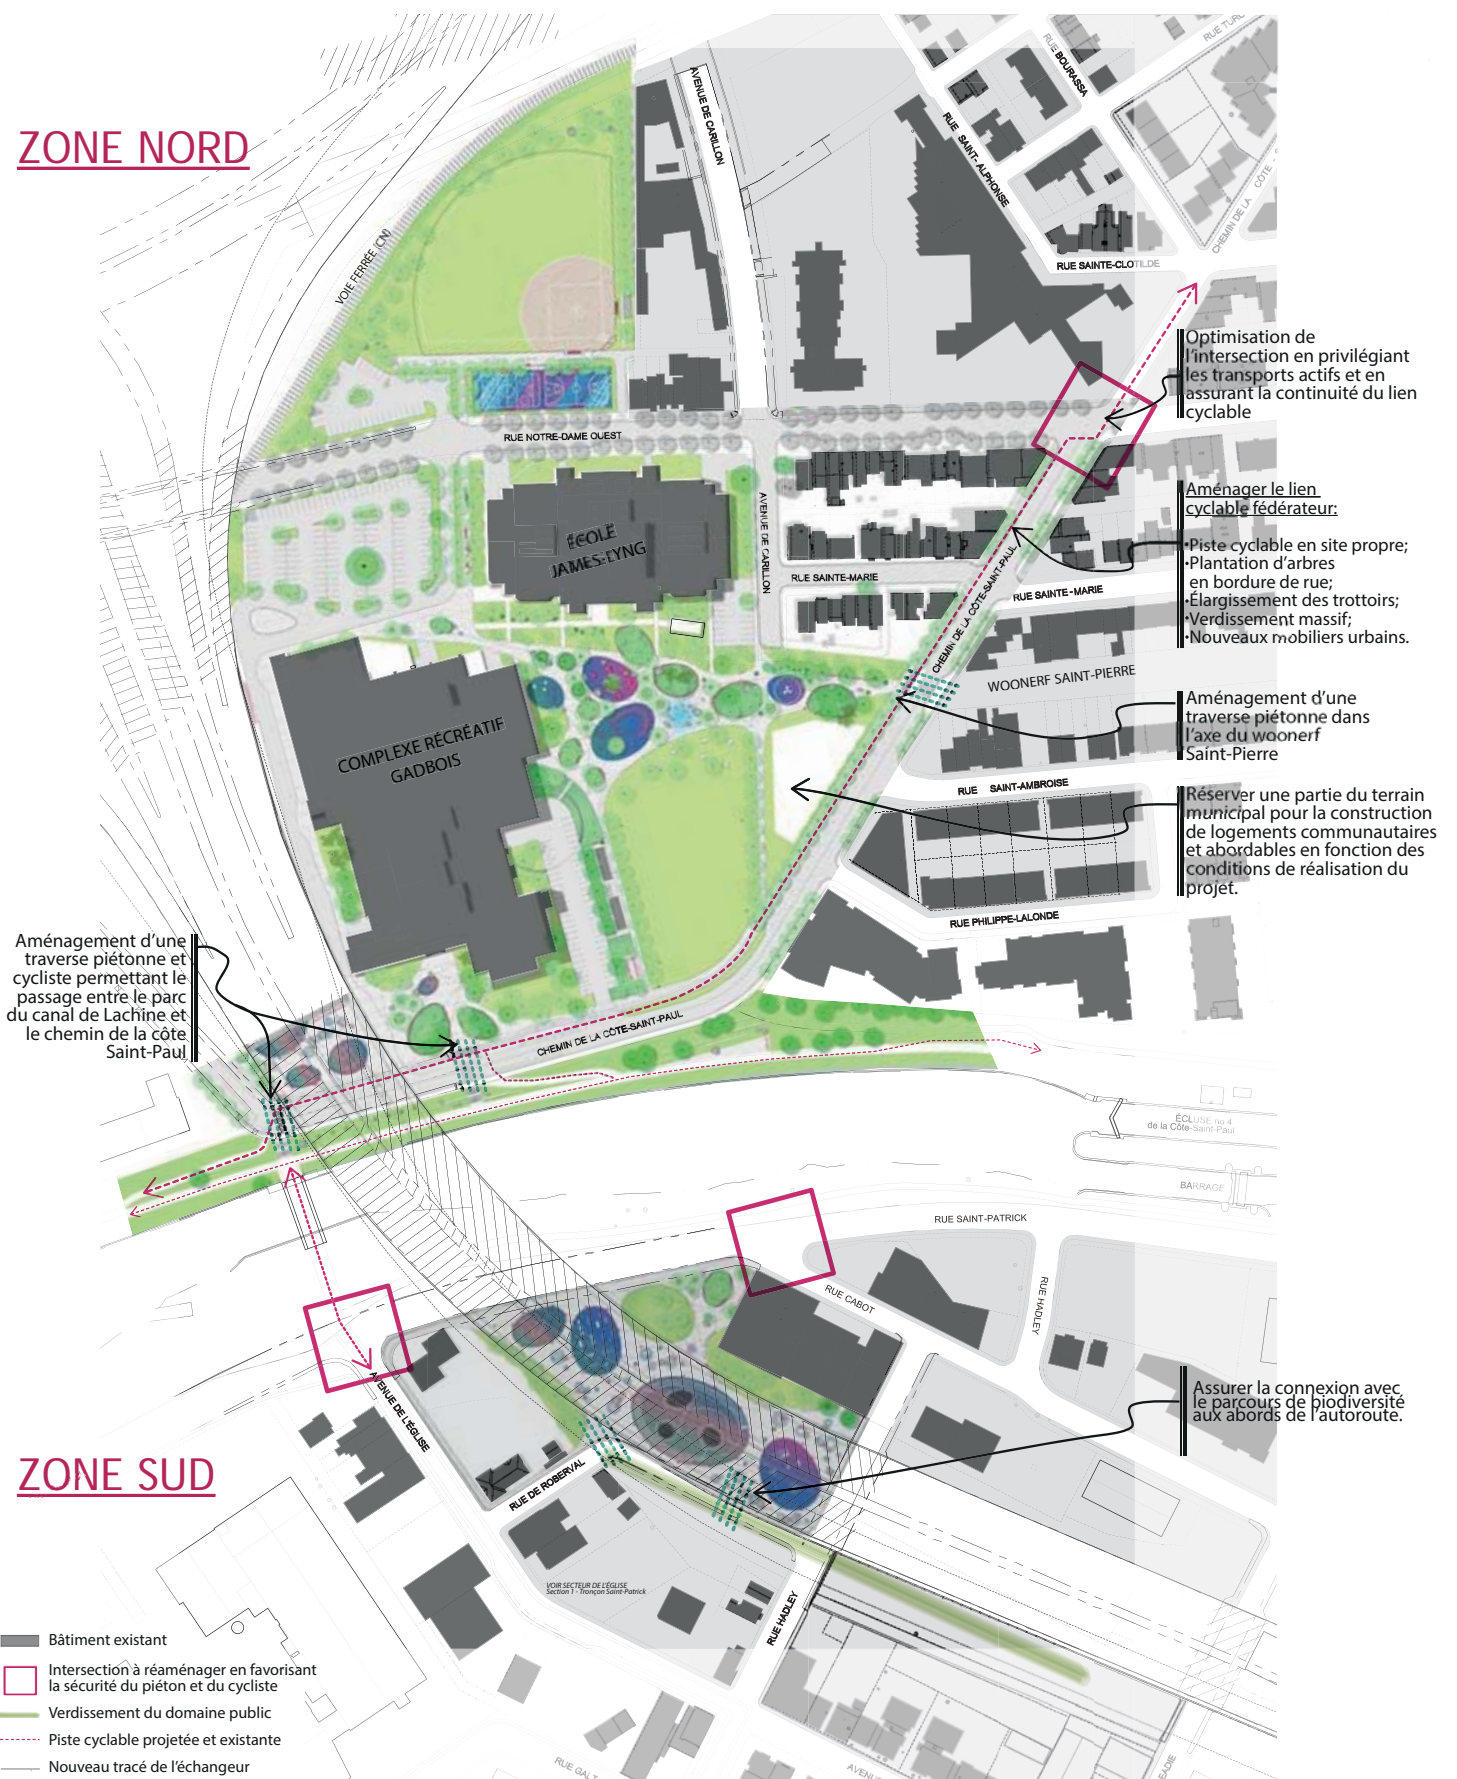 ZONE NORD
VOIE FERRÉE (CN)
AVENUE DE CARILLON
RUE BOURASSA
RUE SAINT-ALPHONSE
RUE SAINTE-CLOTILDE
CHEMIN DE LA CÔTE -
Optimisation de
l'intersection en privilégiant
les transports actifs et en
assurant la continuité du lien
cyclable
RUE NOTRE-DAME OUEST
ÉCOLE
JAMES-LYNG
AVENUE DE CARILLON
RUE SAINTE-MARIE
CHEMIN DE LA CÔTE-SAINT-PAUL
RUE SAINTE-MARIE
Aménager le lien
cyclable fédérateur:
•Piste cyclable en site propre;
•Plantation d'arbres
en bordure de rue;
•Élargissement des trottoirs;
•Verdissement massif;
•Nouveaux mobiliers urbains.
WOONERF SAINT-PIERRE
Aménagement d'une
traverse piétonne dans
l'axe du woonerf
Saint-Pierre
COMPLEXE RÉCRÉATIF
GADBOIS
RUE SAINT-AMBROISE
Réserver une partie du terrain
municipal pour la construction
de logements communautaires
et abordables en fonction des
conditions de réalisation du
projet.
RUE PHILIPPE-LALONDE
Aménagement d'une
traverse piétonne et
cycliste permettant le
passage entre le parc
du canal de Lachine et
le chemin de la côte
Saint-Paul
CHEMIN DE LA CÔTE-SAINT-PAUL
ÉCLUSE no 4
de la Côte-Saint-Paul
BARRAGE
RUE SAINT-PATRICK
RUE CABOT
RUE HADLEY
AVENUE DE L'ÉGLISE
Assurer la connexion avec
le parcours de biodiversité
aux abords de l'autoroute.
ZONE SUD
RUE DE ROBERVAL
VOIR SECTEUR DE L'ÉGLISE
Section 1 - Tronçon Saint-Patrick
RUE HADLEY
Bâtiment existant
Intersection à réaménager en favorisant
la sécurité du piéton et du cycliste
Verdissement du domaine public
Piste cyclable projetée et existante
Nouveau tracé de l'échangeur